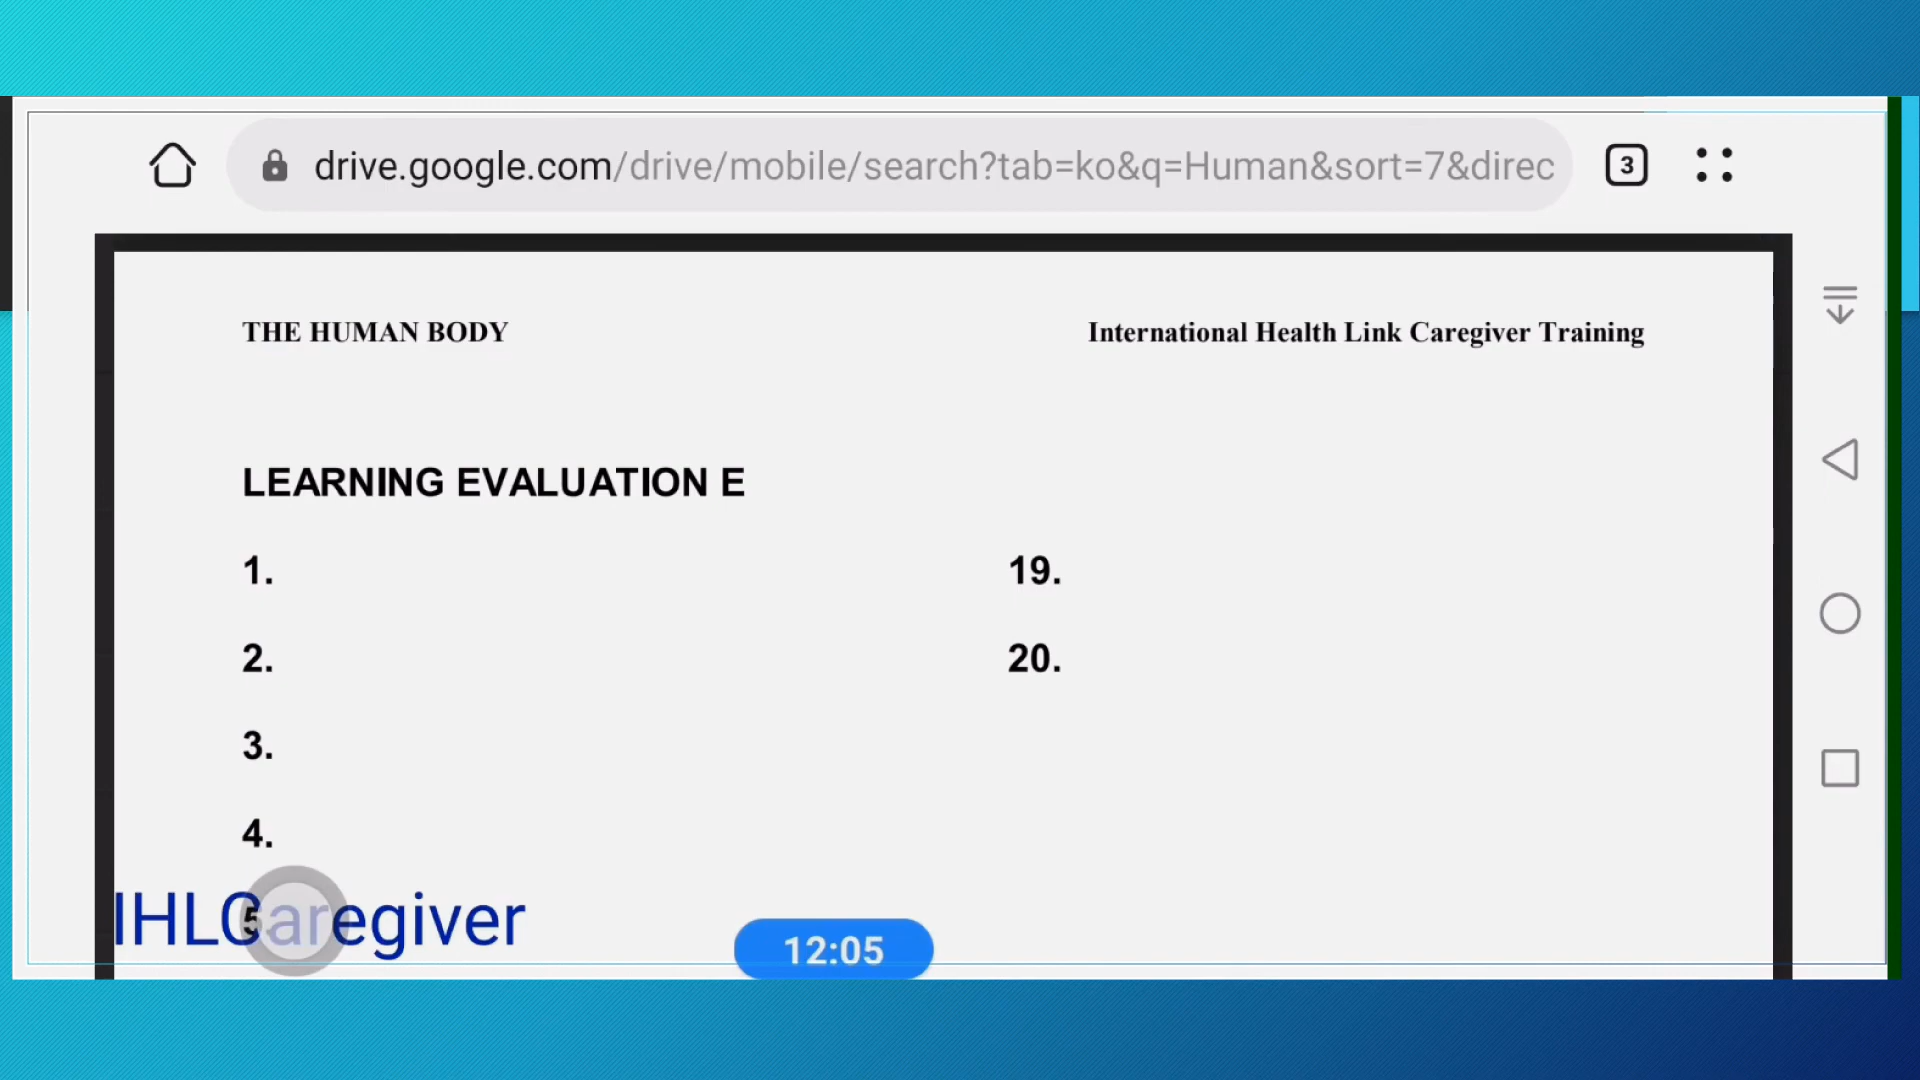 drive.google.com/drive/mobile/search?tab=ko&q=Human&sort=7&direc
3
THE HUMAN BODY
International Health Link Caregiver Training
LEARNING EVALUATION E
1.
19.
2.
20.
3.
4.
5
IHLCaregiver
12:05